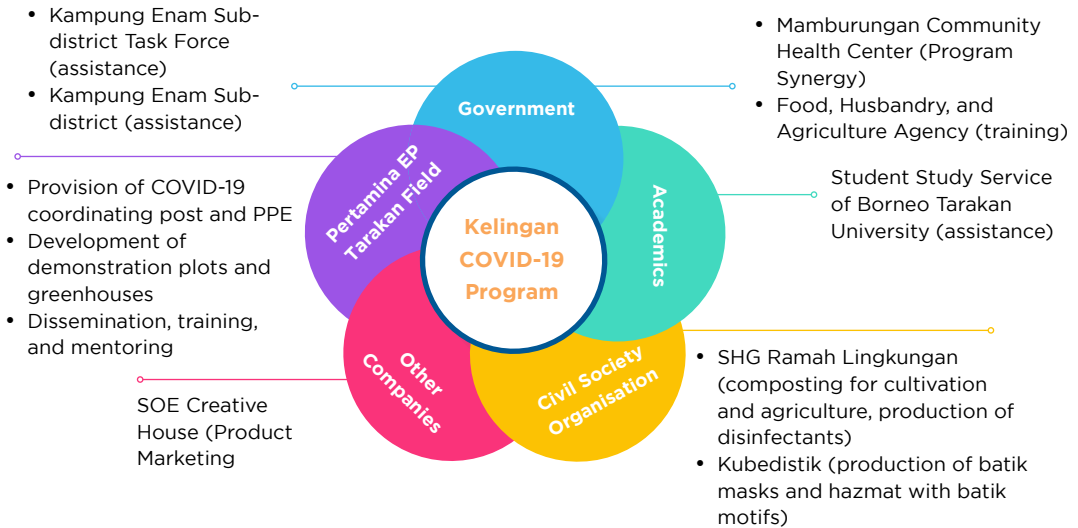 • Kampung Enam Sub-
district Task Force
(assistance)
• Kampung Enam Sub-
district (assistance)
• Mamburungan Community
Health Center (Program
Synergy)
• Food, Husbandry, and
Agriculture Agency (training)
Government
Pertamina EP
Tarakan Field
Academics
Kelingan
COVID-19
Program
Other
Companies
Civil Society
Organisation
• Provision of COVID-19
coordinating post and PPE
• Development of
demonstration plots and
greenhouses
• Dissemination, training,
and mentoring
Student Study Service
of Borneo Tarakan
University (assistance)
SOE Creative
House (Product
Marketing
• SHG Ramah Lingkungan
(composting for cultivation
and agriculture, production of
disinfectants)
• Kubedistik (production of batik
masks and hazmat with batik
motifs)